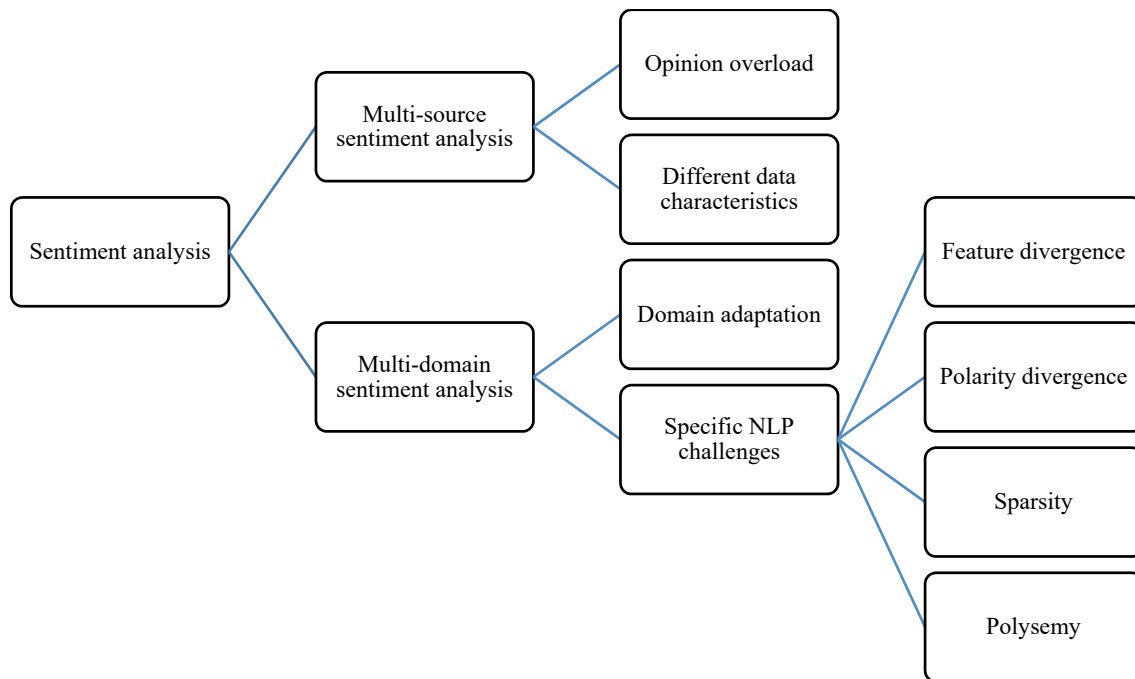 Opinion overload
Multi-source
sentiment analysis
Different data
characteristics
Sentiment analysis
Feature divergence
Domain adaptation
Multi-domain
sentiment analysis
Polarity divergence
Specific NLP
challenges
Sparsity
Polysemy